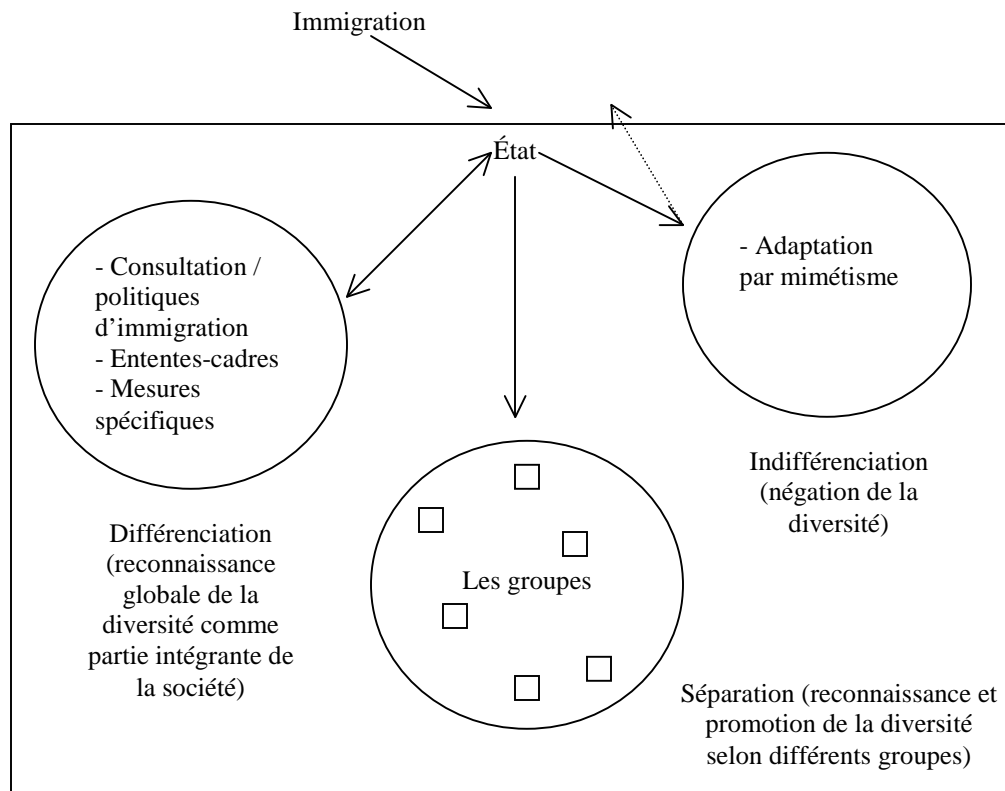 Immigration
État
- Consultation /
politiques
d’immigration
- Ententes-cadres
- Mesures
spécifiques
- Adaptation
par mimétisme
Différenciation
(reconnaissance
globale de la
diversité comme
partie intégrante de
la société)
Les groupes
Indifférenciation
(négation de la
diversité)
Séparation (reconnaissance et
promotion de la diversité
selon différents groupes)